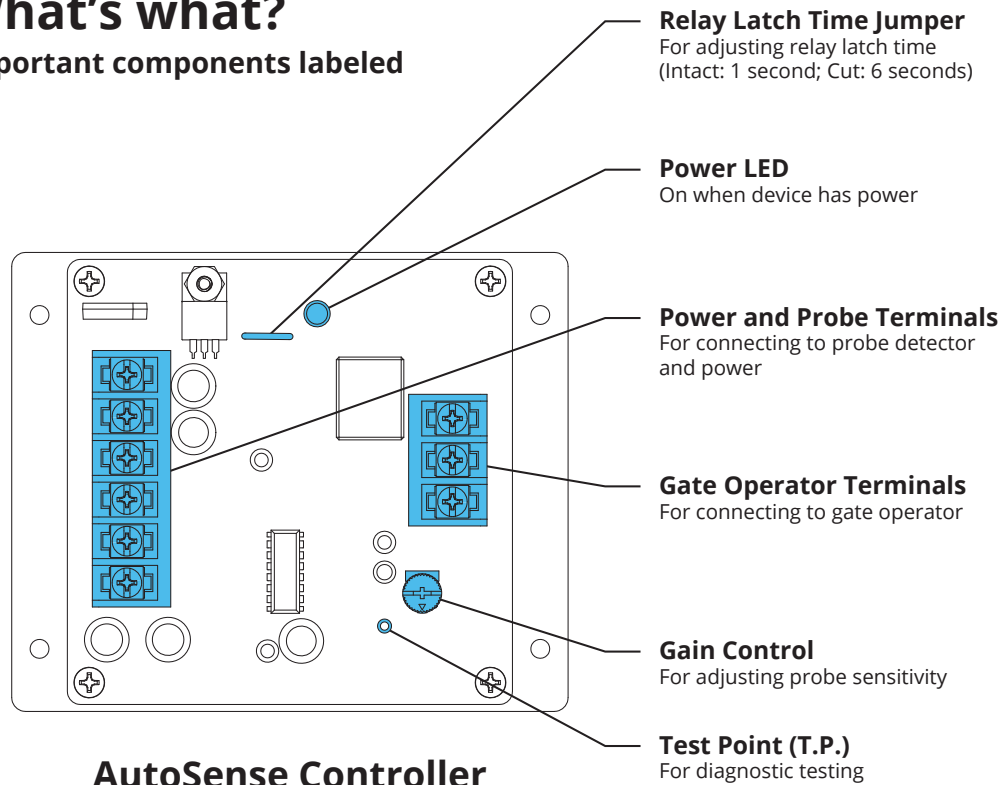 hat's what?
portant components labeled
Relay Latch Time Jumper
For adjusting relay latch time
(Intact: 1 second; Cut: 6 seconds)
Power LED
On when device has power
Power and Probe Terminals
For connecting to probe detector
and power
Gate Operator Terminals
For connecting to gate operator
Gain Control
For adjusting probe sensitivity
Test Point (T.P.)
For diagnostic testing
AutoSense Controller